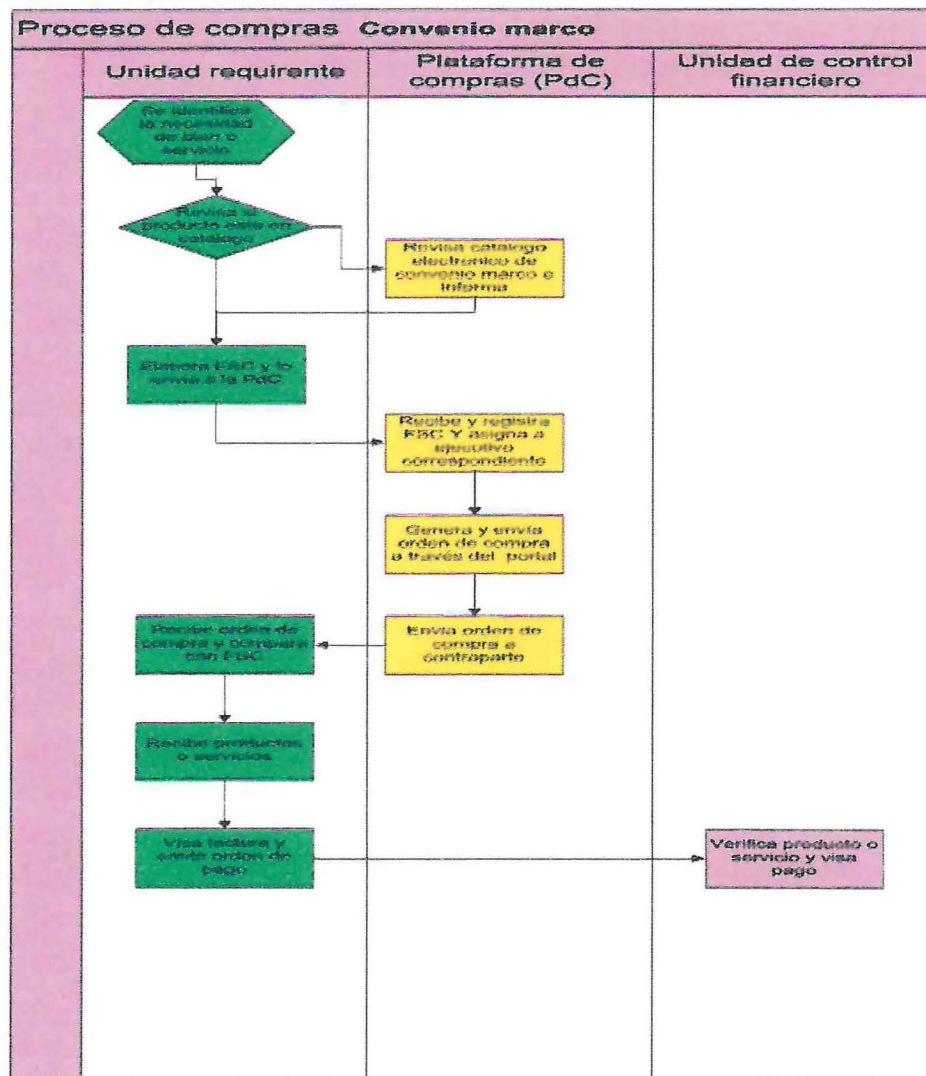 Proceso de compras Convenio marco
Unidad requirente
Plataforma de
compras (PdC)
Unidad de control
financiero
Se identifica
la necesidad
de bien o
servicio
Revisa si
producto esta en
catalogo
Revisa catalogo
electronico de
convenio marco e
informa
Elabora FSC y lo
envia a la PdC
Recibe y registra
FSC Y asigna a
ejecutivo
correspondiente
Genera y envía
orden de compra
a través del portal
Envia orden de
compra a
contraparte
Recibe orden de
compra y compara
con FSC
Recibe productos
o servicios
Visa factura y
emite orden de
pago
Verifica producto o
servicio y visa
pago